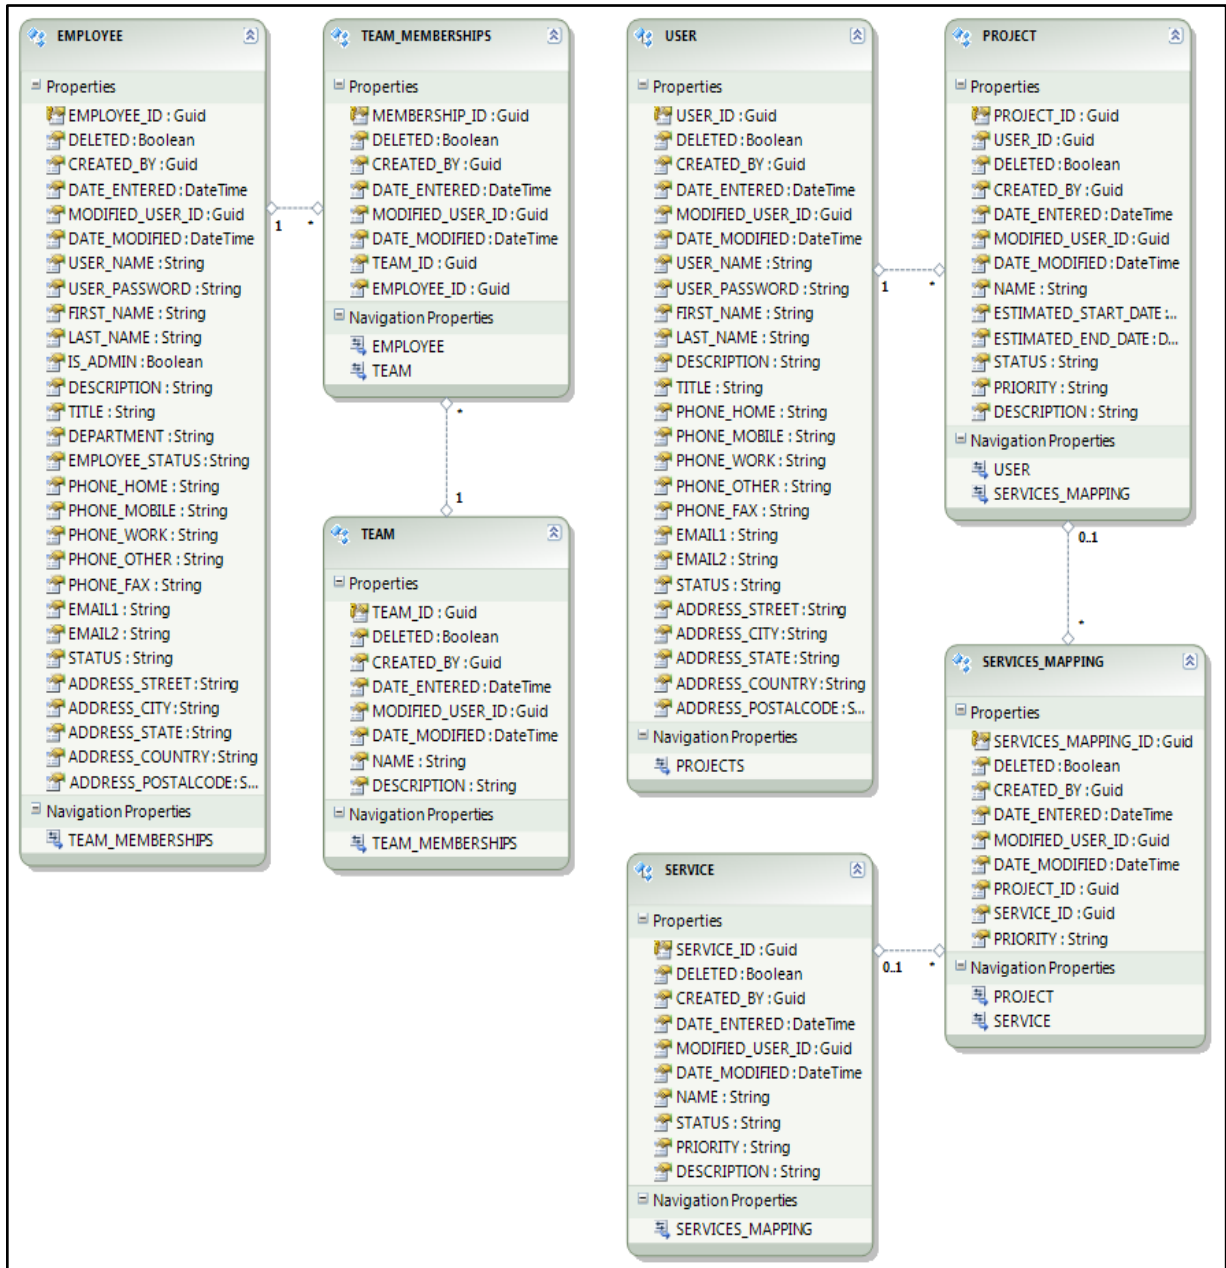 EMPLOYEE
Properties
EMPLOYEE_ID : Guid
DELETED : Boolean
CREATED_BY : Guid
DATE_ENTERED : DateTime
MODIFIED_USER_ID : Guid
DATE_MODIFIED : DateTime
USER_NAME : String
USER_PASSWORD : String
FIRST_NAME : String
LAST_NAME : String
IS_ADMIN : Boolean
DESCRIPTION : String
TITLE : String
DEPARTMENT : String
EMPLOYEE_STATUS : String
PHONE_HOME : String
PHONE_MOBILE : String
PHONE_WORK : String
PHONE_OTHER : String
PHONE_FAX : String
EMAIL1 : String
EMAIL2 : String
STATUS : String
ADDRESS_STREET : String
ADDRESS_CITY : String
ADDRESS_STATE : String
ADDRESS_COUNTRY : String
ADDRESS_POSTALCODE : S...
Navigation Properties
TEAM_MEMBERSHIPS
1 *
TEAM_MEMBERSHIPS
Properties
MEMBERSHIP_ID : Guid
DELETED : Boolean
CREATED_BY : Guid
DATE_ENTERED : DateTime
MODIFIED_USER_ID : Guid
DATE_MODIFIED : DateTime
TEAM_ID : Guid
EMPLOYEE_ID : Guid
Navigation Properties
EMPLOYEE
TEAM
*
1
TEAM
Properties
TEAM_ID : Guid
DELETED : Boolean
CREATED_BY : Guid
DATE_ENTERED : DateTime
MODIFIED_USER_ID : Guid
DATE_MODIFIED : DateTime
NAME : String
DESCRIPTION : String
Navigation Properties
TEAM_MEMBERSHIPS
USER
Properties
USER_ID : Guid
DELETED : Boolean
CREATED_BY : Guid
DATE_ENTERED : DateTime
MODIFIED_USER_ID : Guid
DATE_MODIFIED : DateTime
USER_NAME : String
USER_PASSWORD : String
FIRST_NAME : String
LAST_NAME : String
DESCRIPTION : String
TITLE : String
PHONE_HOME : String
PHONE_MOBILE : String
PHONE_WORK : String
PHONE_OTHER : String
PHONE_FAX : String
EMAIL1 : String
EMAIL2 : String
STATUS : String
ADDRESS_STREET : String
ADDRESS_CITY : String
ADDRESS_STATE : String
ADDRESS_COUNTRY : String
ADDRESS_POSTALCODE : S...
Navigation Properties
PROJECTS
1 *
PROJECT
Properties
PROJECT_ID : Guid
USER_ID : Guid
DELETED : Boolean
CREATED_BY : Guid
DATE_ENTERED : DateTime
MODIFIED_USER_ID : Guid
DATE_MODIFIED : DateTime
NAME : String
ESTIMATED_START_DATE :...
ESTIMATED_END_DATE : D...
STATUS : String
PRIORITY : String
DESCRIPTION : String
Navigation Properties
USER
SERVICES_MAPPING
0..1
*
SERVICES_MAPPING
Properties
SERVICES_MAPPING_ID : Guid
DELETED : Boolean
CREATED_BY : Guid
DATE_ENTERED : DateTime
MODIFIED_USER_ID : Guid
DATE_MODIFIED : DateTime
PROJECT_ID : Guid
SERVICE_ID : Guid
PRIORITY : String
Navigation Properties
PROJECT
SERVICE
0..1 *
SERVICE
Properties
SERVICE_ID : Guid
DELETED : Boolean
CREATED_BY : Guid
DATE_ENTERED : DateTime
MODIFIED_USER_ID : Guid
DATE_MODIFIED : DateTime
NAME : String
STATUS : String
PRIORITY : String
DESCRIPTION : String
Navigation Properties
SERVICES_MAPPING